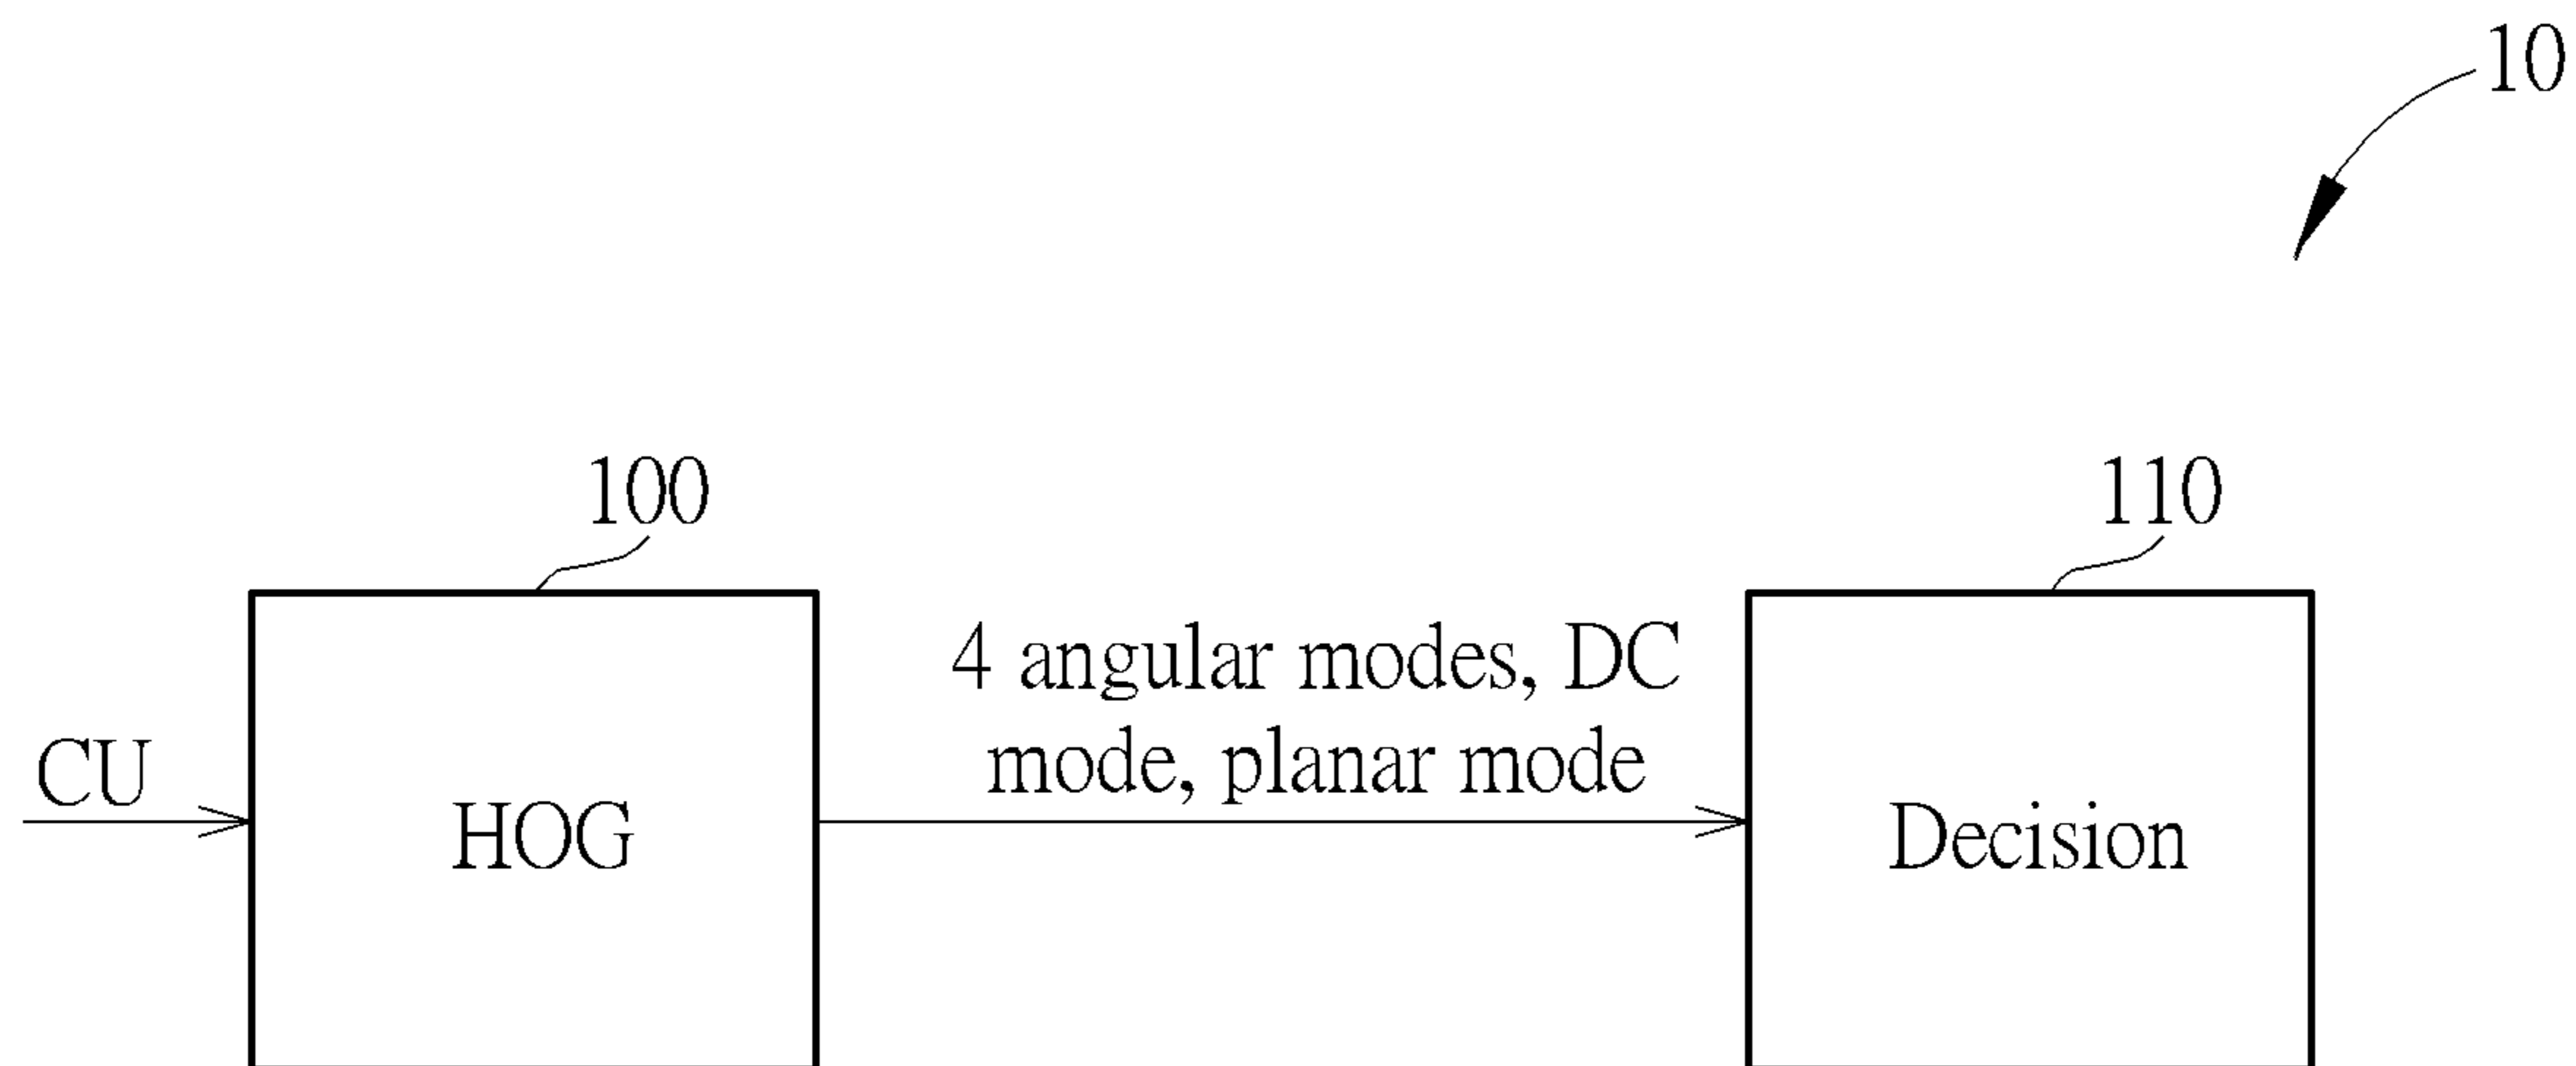 10
100
110
4 angular modes, DC
mode, planar mode
CU
HOG
Decision